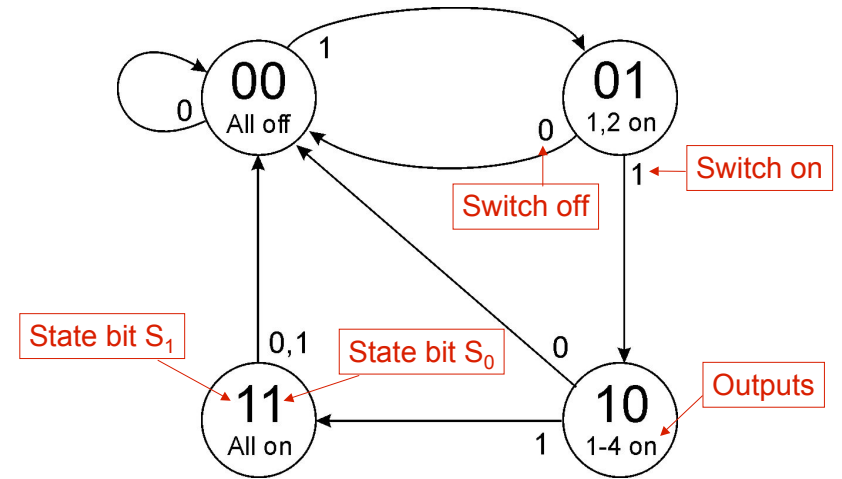 00
All off
0
1
01
1,2 on
0
1
Switch on
Switch off
State bit S₁
0,1
State bit S₀
0
Outputs
11
All on
1
10
1-4 on